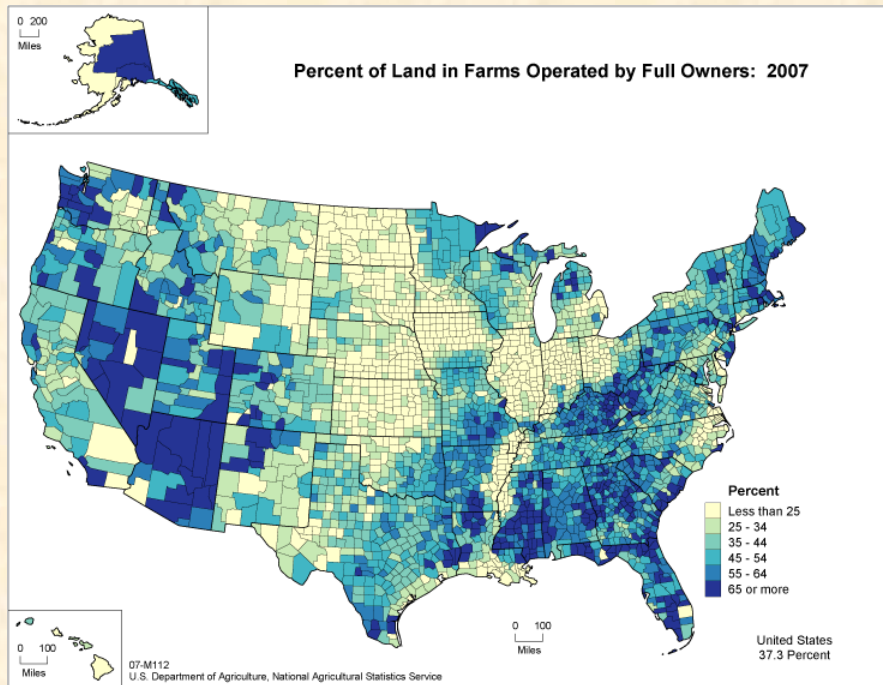 0 200
Miles
Percent of Land in Farms Operated by Full Owners: 2007
Percent
Less than 25
25 - 34
35 - 44
45 - 54
55 - 64
65 or more
0 100
Miles
0 100
Miles
United States
37.3 Percent
07-M112
U.S. Department of Agriculture, National Agricultural Statistics Service